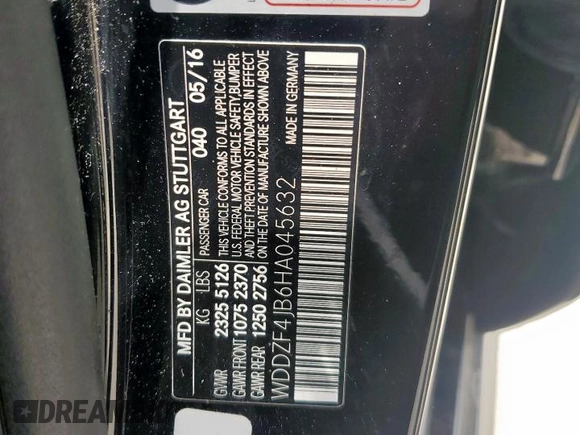 MFD BY DAIMLER AG STUTTGART
KG LBS PASSENGER CAR 040 05/16
GVWR 2325 5126 THIS VEHICLE CONFORMS TO ALL APPLICABLE
U.S. FEDERAL MOTOR VEHICLE SAFETY/BUMPER
GAWR FRONT 1075 2370 AND THEFT PREVENTION STANDARDS IN EFFECT
GAWR REAR 1250 2756 ON THE DATE OF MANUFACTURE SHOWN ABOVE
WDDZF4JB6HA045632 MADE IN GERMANY